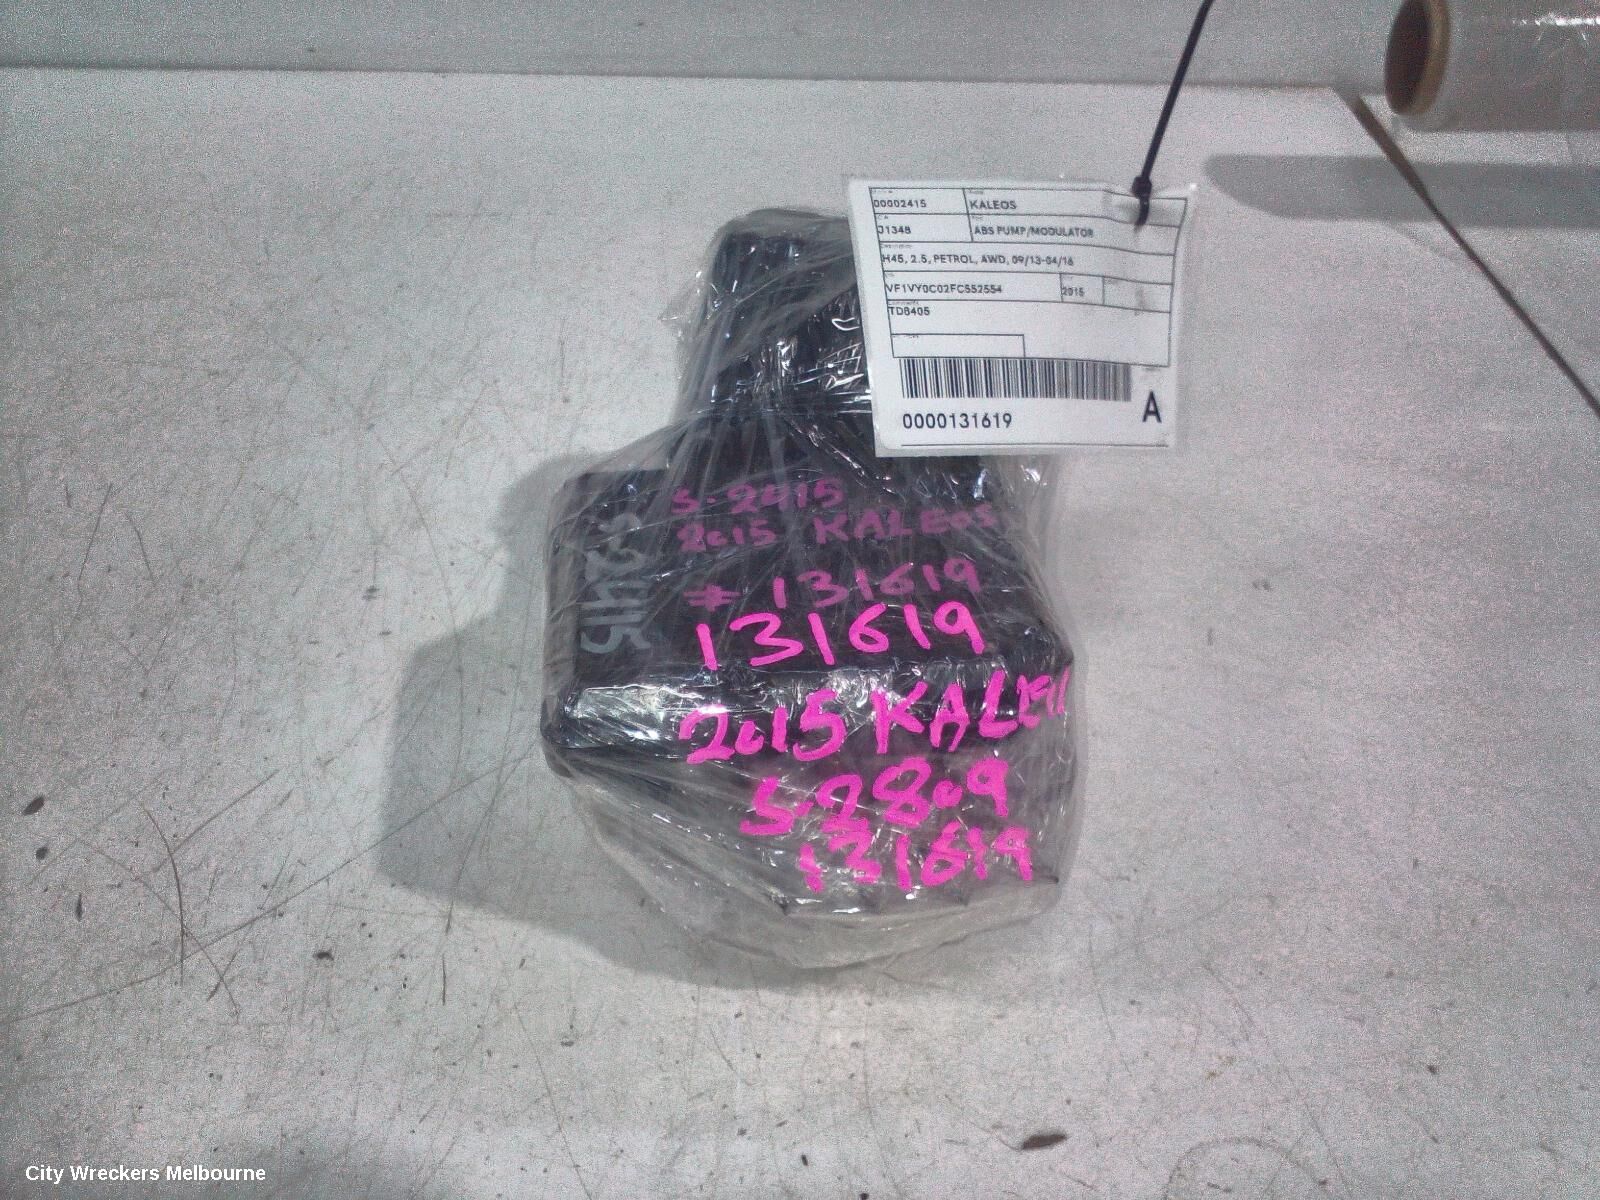 00002415 KALEOS
J1348 ABS PUMP/MODULATOR
H45, 2.5, PETROL, AWD, 09/13-04/16
VF1VY0C02FC552554 2015
TD8405
0000131619 A
S-2415
2015 KALEOS
# 131619
131619
2015 KALEOS
S-2809
131619
S2415
City Wreckers Melbourne